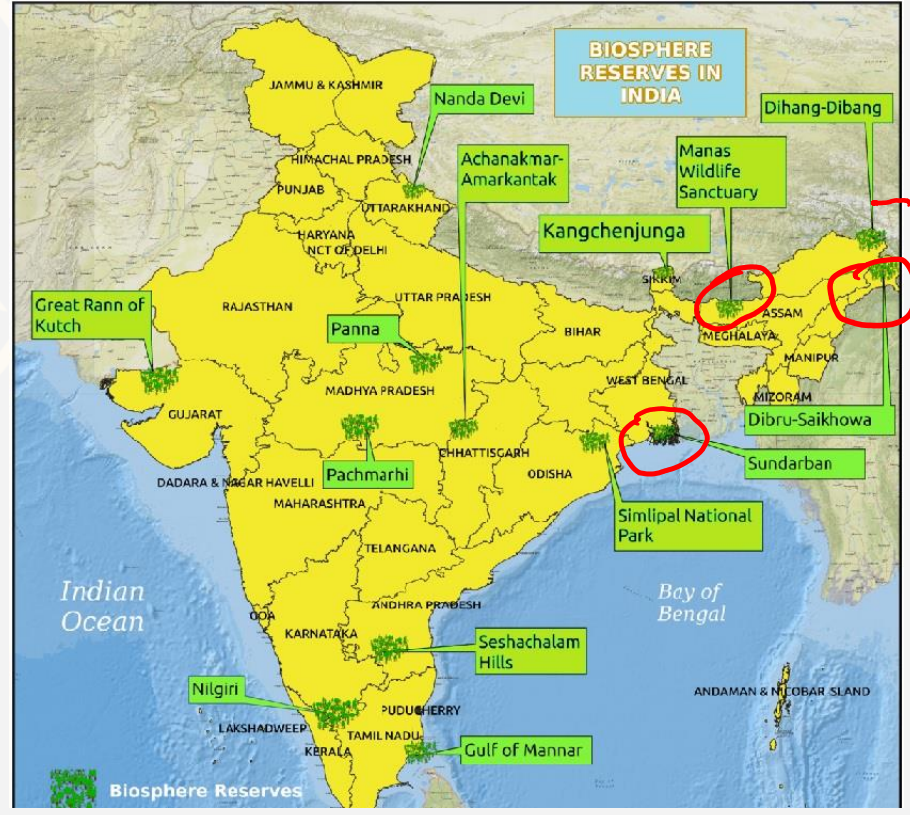 BIOSPHERE
RESERVES IN
INDIA
JAMMU & KASHMIR
Nanda Devi
Dihang-Dibang
HIMACHAL PRADESH
Achanakmar-
Amarkantak
Manas
Wildlife
Sanctuary
PUNJAB
UTTARAKHAND
HARYANA
NCT OF DELHI
Kangchenjunga
SIKKIM
Great Rann of
Kutch
RAJASTHAN
UTTAR PRADESH
Panna
BIHAR
ASSAM
MEGHALAYA
MANIPUR
MADHYA PRADESH
WEST BENGAL
MIZORAM
GUJARAT
Dibru-Saikhowa
CHHATTISGARH
Pachmarhi
ODISHA
Sundarban
DADARA & NAGAR HAVELLI
MAHARASHTRA
Simlipal National
Park
TELANGANA
Indian
Ocean
Bay of
Bengal
ANDHRA PRADESH
GOA
KARNATAKA
Seshachalam
Hills
Nilgiri
ANDAMAN & NICOBAR ISLAND
PUDUCHERRY
LAKSHADWEEP
TAMIL NADU
KERALA
Gulf of Mannar
Biosphere Reserves